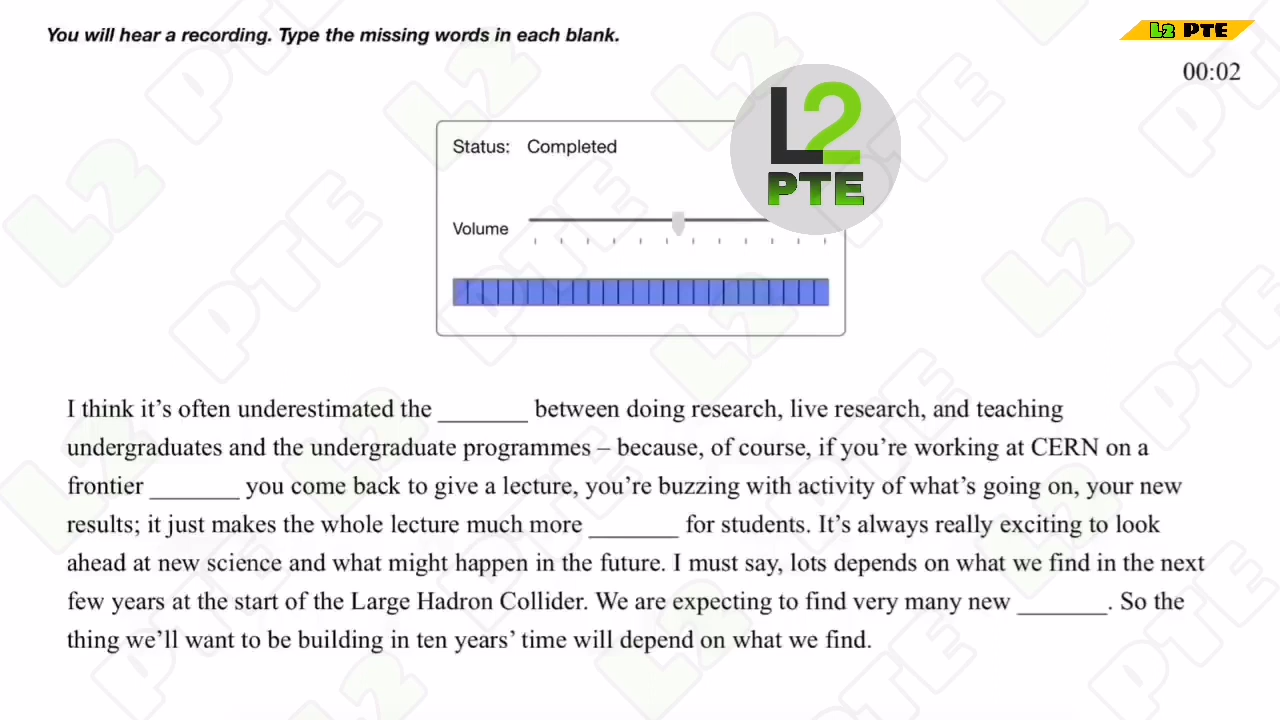 You will hear a recording. Type the missing words in each blank.
L2 PTE
00:02
L2
PTE
Status: Completed
Volume
I think it’s often underestimated the _______ between doing research, live research, and teaching
undergraduates and the undergraduate programmes – because, of course, if you’re working at CERN on a
frontier _______ you come back to give a lecture, you’re buzzing with activity of what’s going on, your new
results; it just makes the whole lecture much more _______ for students. It’s always really exciting to look
ahead at new science and what might happen in the future. I must say, lots depends on what we find in the next
few years at the start of the Large Hadron Collider. We are expecting to find very many new _______. So the
thing we’ll want to be building in ten years’ time will depend on what we find.